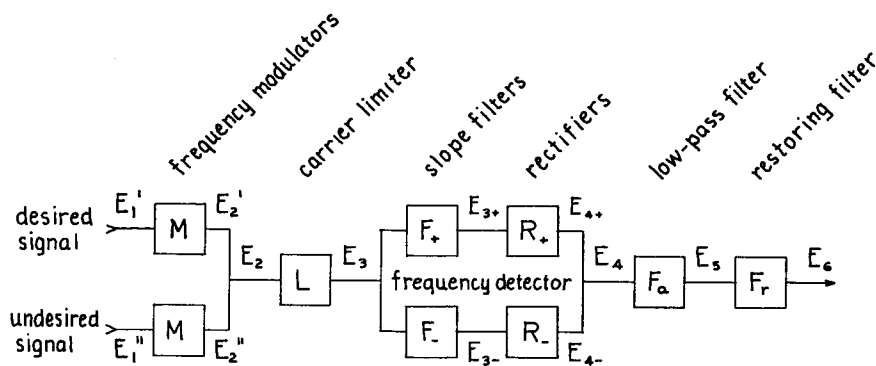 frequency modulators
carrier limiter
slope filters
rectifiers
low-pass filter
restoring filter
desired signal
E₁' M E₂'
E₂ L E₃
F₊ E₃₊ R₊ E₄₊
frequency detector
E₄ Fₐ E₅ Fᵣ E₆
undesired signal
E₁" M E₂"
F₋ E₃₋ R₋ E₄₋